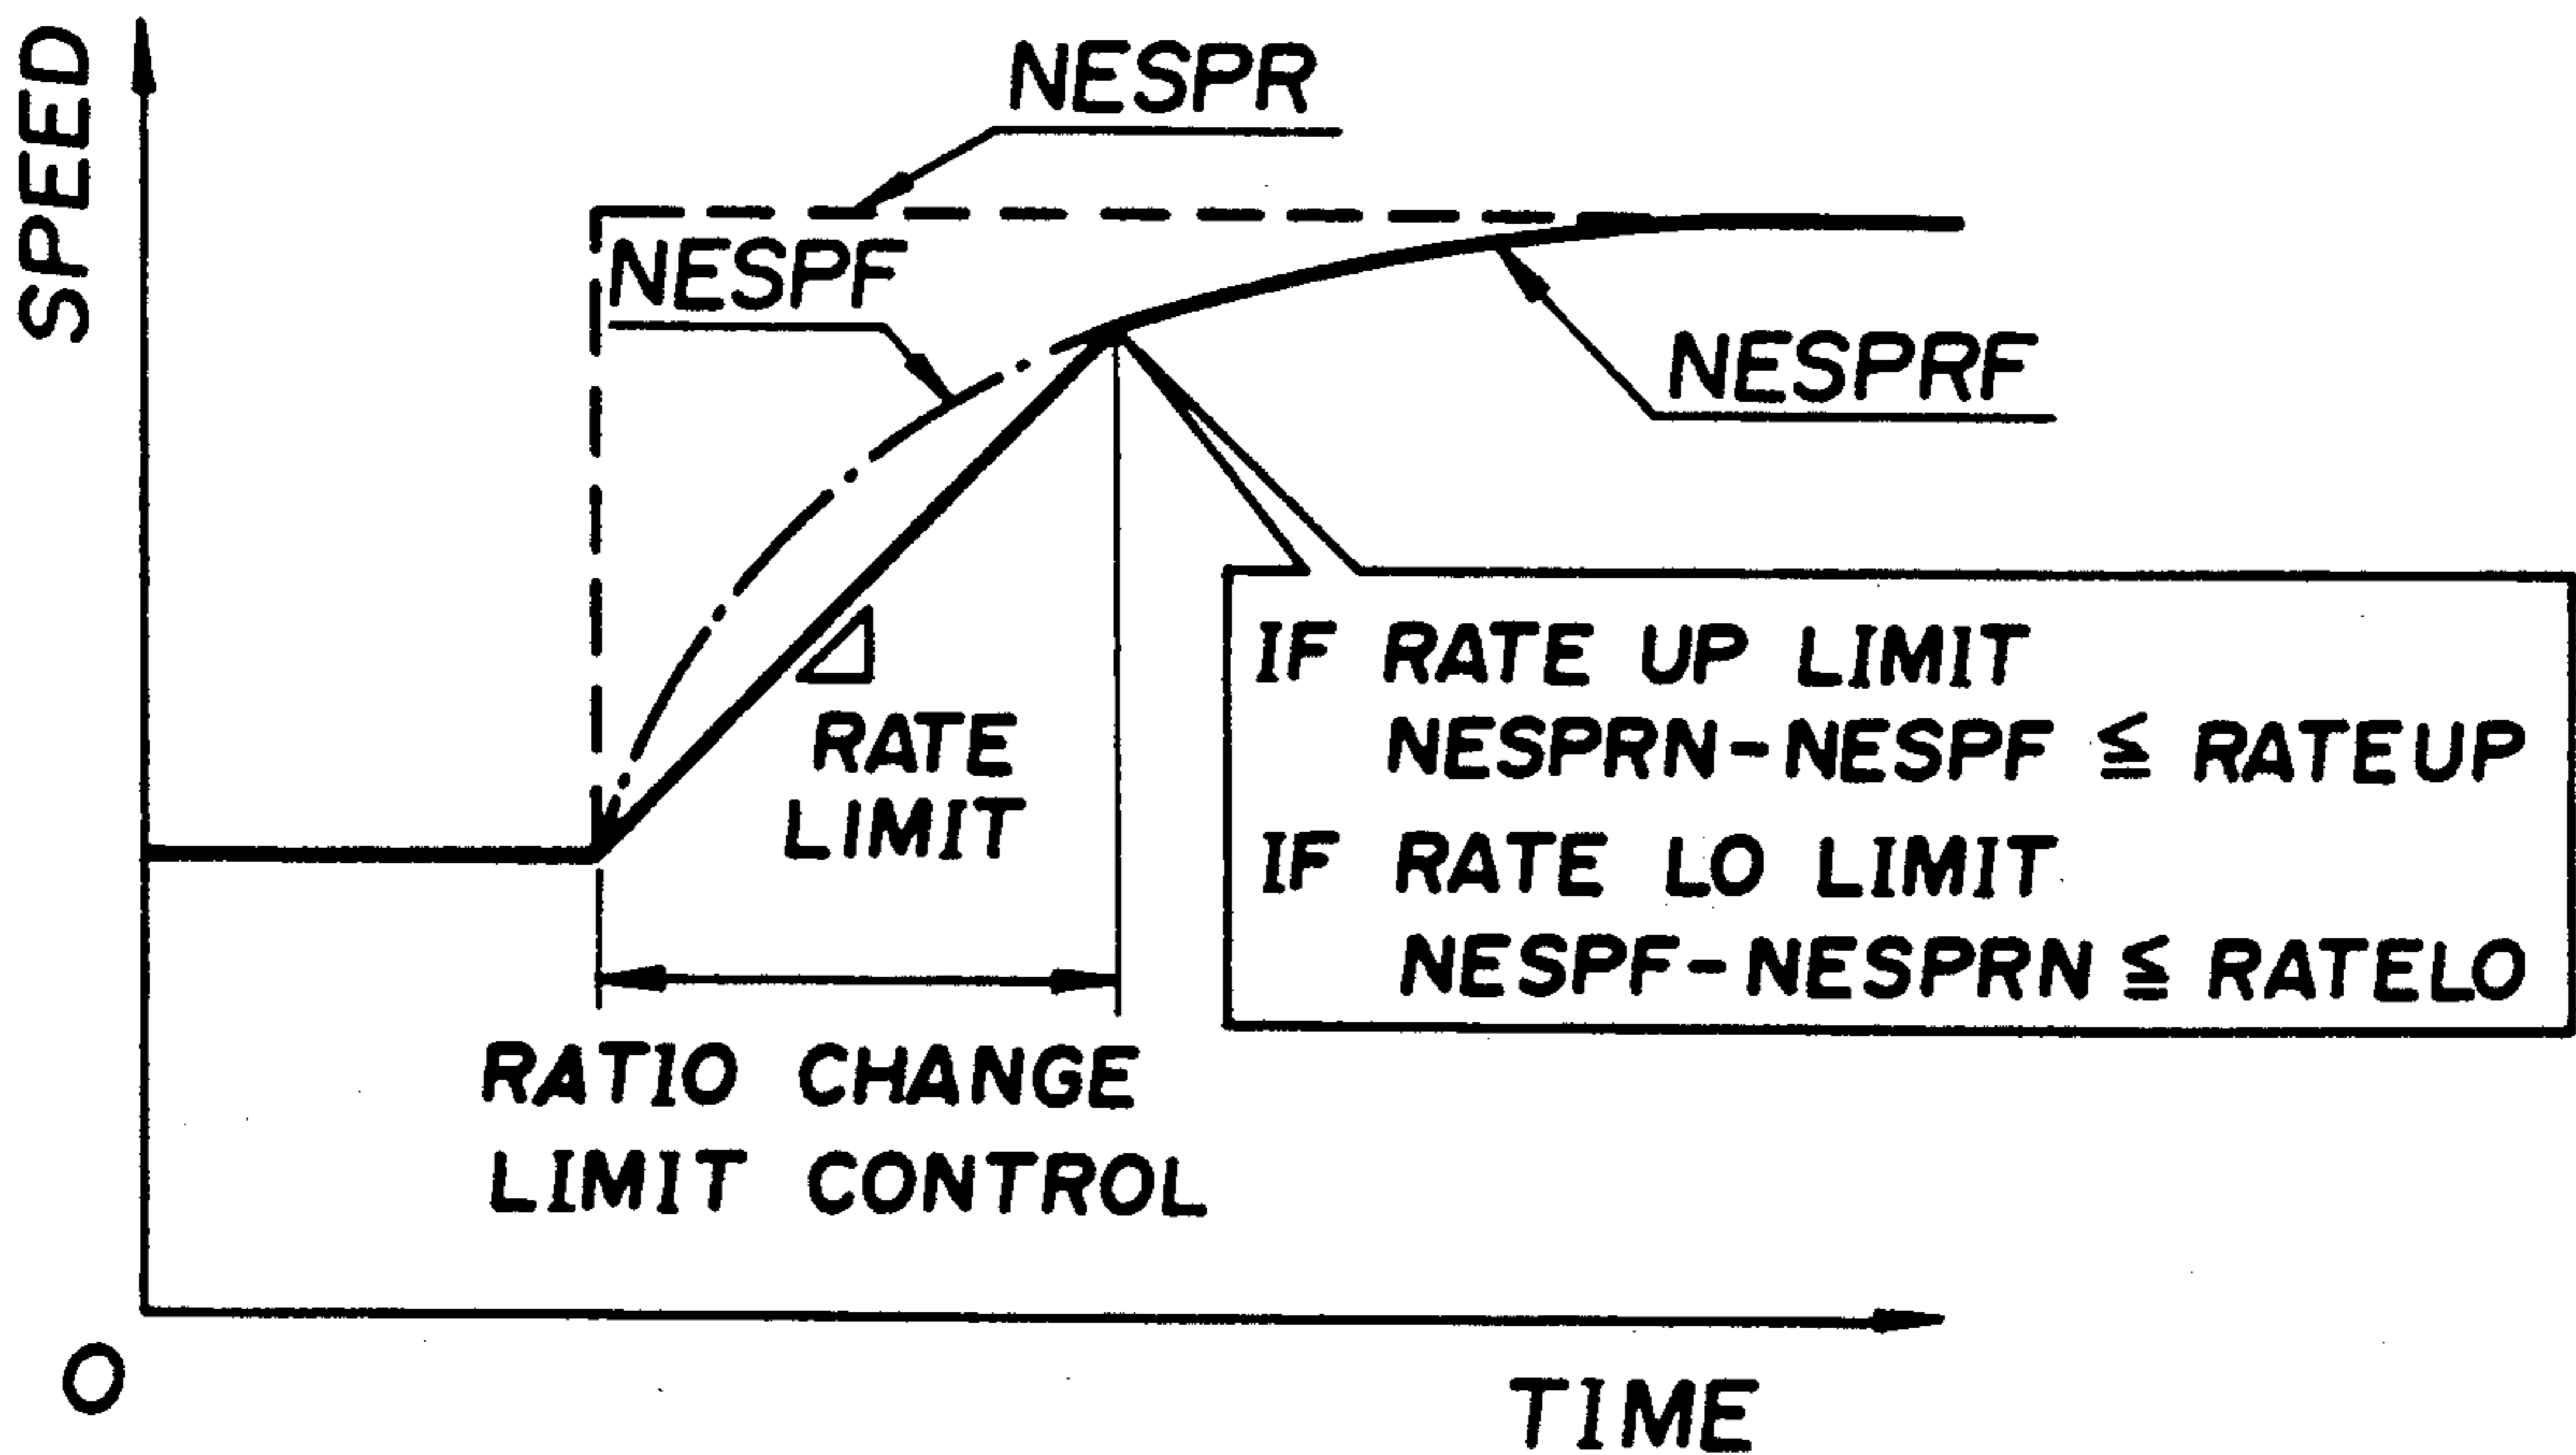 SPEED
NESPR
NESPF
NESPRF
IF RATE UP LIMIT
NESPRN-NESPF ≦ RATEUP
IF RATE LO LIMIT
NESPF-NESPRN ≦ RATELO
RATE
LIMIT
RATIO CHANGE
LIMIT CONTROL
O
TIME